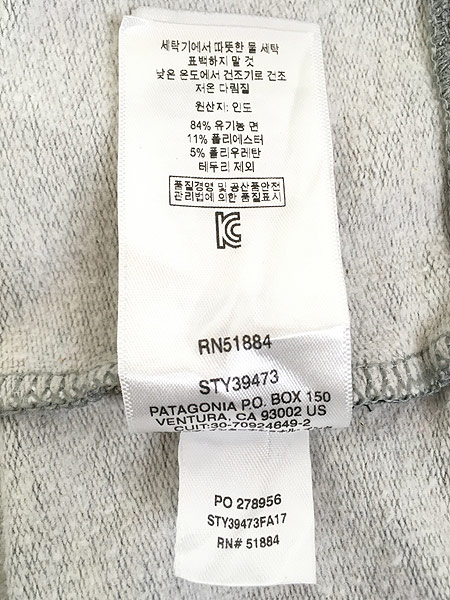 세탁기에서 따뜻한 물 세탁
표백하지 말 것
낮은 온도에서 건조기로 건조
저온 다림질
원산지: 인도
84% 유기농 면
11% 폴리에스터
5% 폴리우레탄
테두리 제외
품질경영 및 공산품안전
관리법에 의한 품질표시
RN51884
STY39473
PATAGONIA P.O. BOX 150
VENTURA, CA 93002 US
CUIT:30-70924649-2
PO 278956
STY39473FA17
RN# 51884